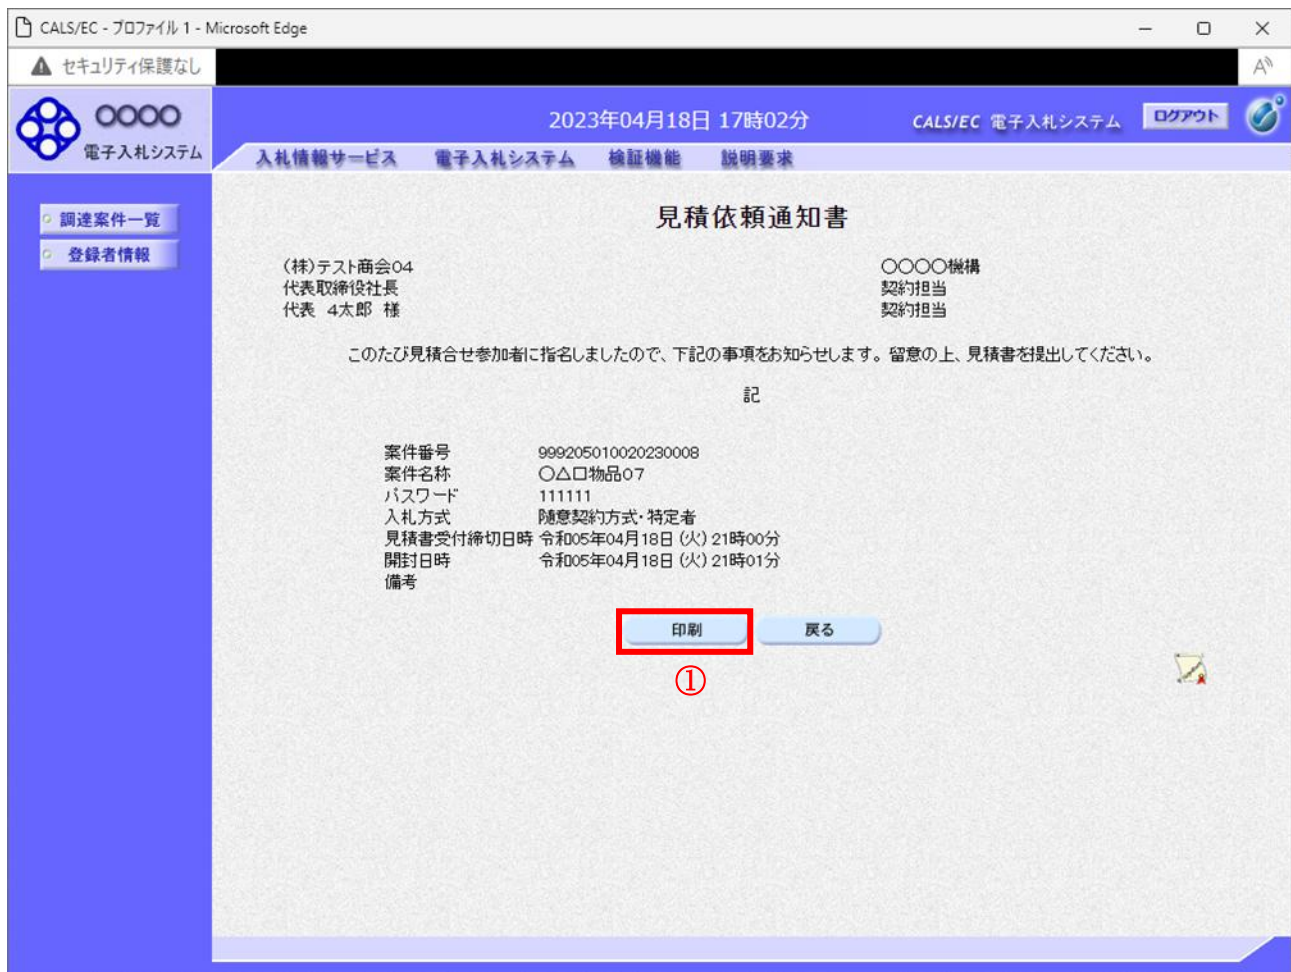 CALS/EC - プロファイル 1 - Microsoft Edge
セキュリティ保護なし
○○○○
電子入札システム
2023年04月18日 17時02分
CALS/EC 電子入札システム
ログアウト
入札情報サービス 電子入札システム 検証機能 説明要求
調達案件一覧
登録者情報
見積依頼通知書
(株)テスト商会04
代表取締役社長
代表 4太郎 様
○○○○機構
契約担当
契約担当
このたび見積合せ参加者に指名しましたので、下記の事項をお知らせします。留意の上、見積書を提出してください。
記
案件番号 999205010020230008
案件名称 ○△□物品07
パスワード 111111
入札方式 随意契約方式・特定者
見積書受付締切日時 令和05年04月18日 (火) 21時00分
開封日時 令和05年04月18日 (火) 21時01分
備考
印刷 戻る
①